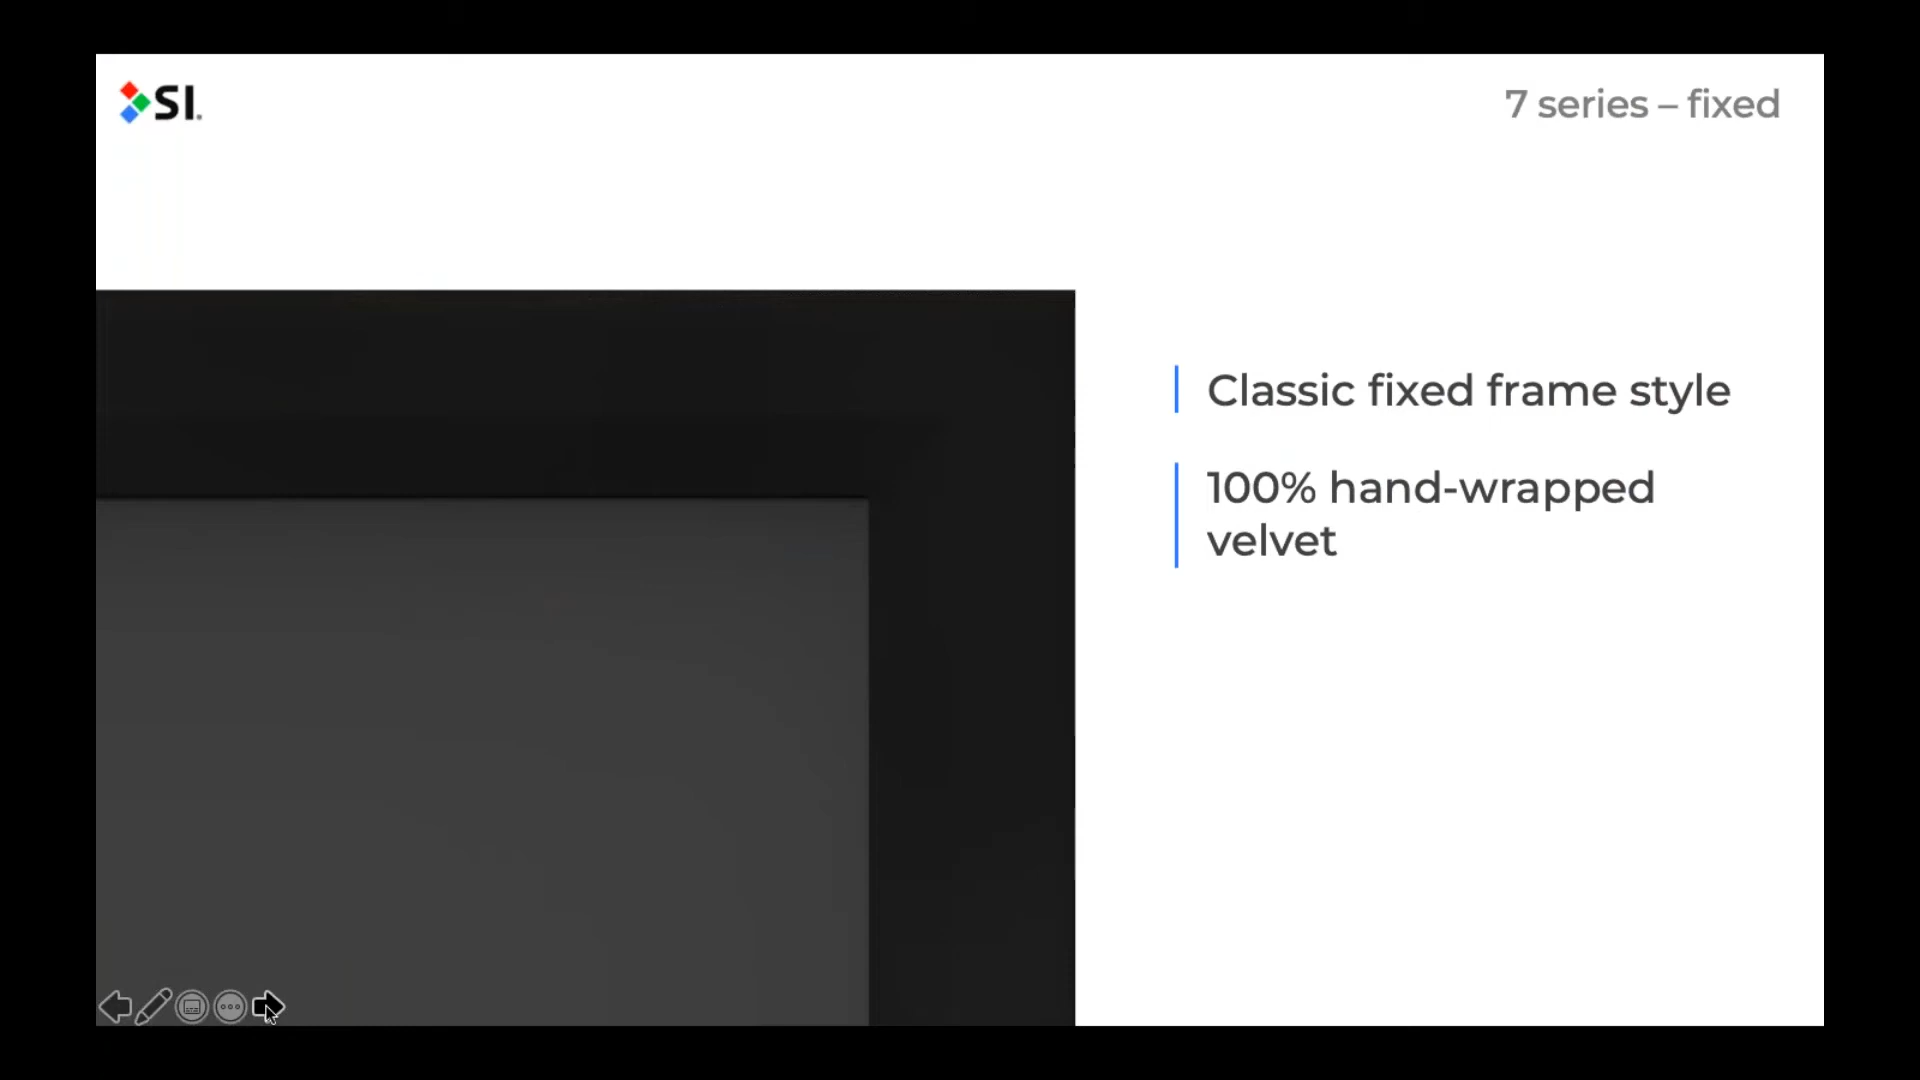 SI.
7 series – fixed
Classic fixed frame style
100% hand-wrapped
velvet